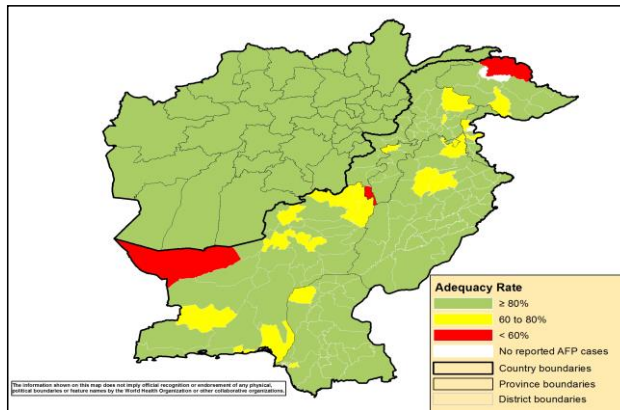 Adequacy Rate
≥ 80%
60 to 80%
< 60%
No reported AFP cases
Country boundaries
Province boundaries
District boundaries
The information shown on this map does not imply official recognition or endorsement of any physical,
political boundaries or feature names by the World Health Organization or other collaborative organizations.